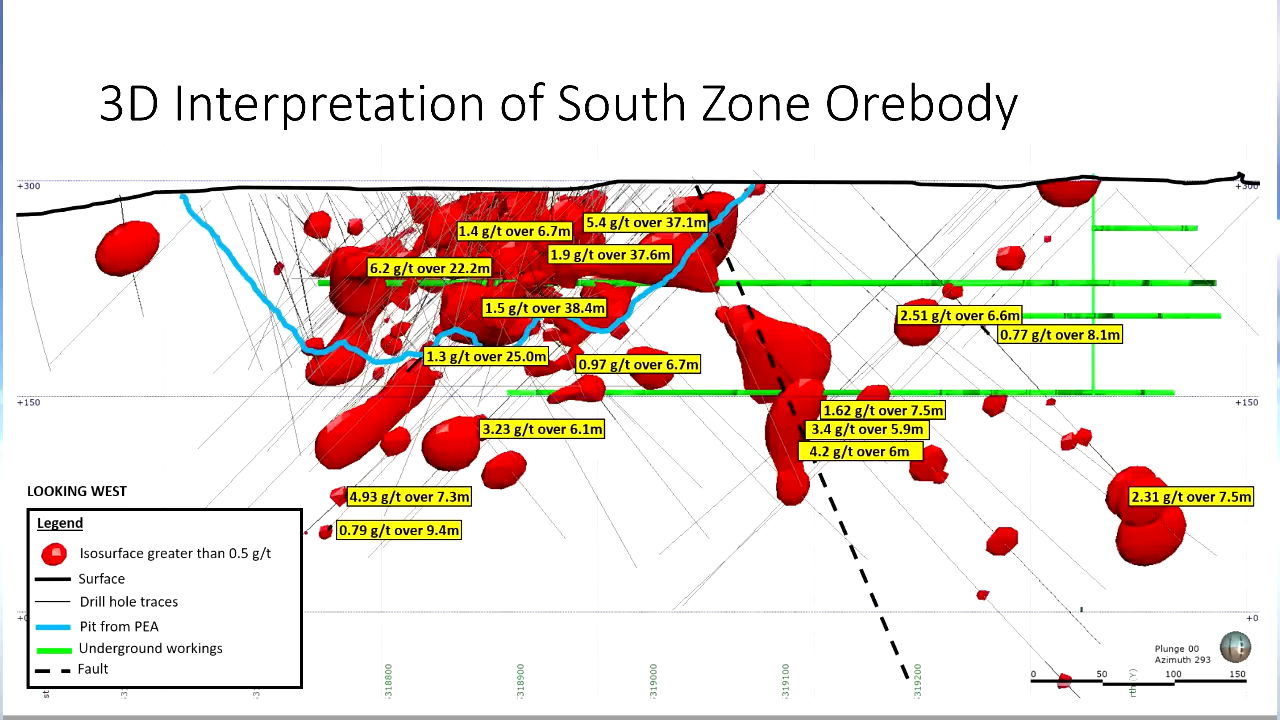 3D Interpretation of South Zone Orebody
+300
+300
5.4 g/t over 37.1m
1.4 g/t over 6.7m
1.9 g/t over 37.6m
6.2 g/t over 22.2m
1.5 g/t over 38.4m
2.51 g/t over 6.6m
0.77 g/t over 8.1m
1.3 g/t over 25.0m
0.97 g/t over 6.7m
+150
+150
1.62 g/t over 7.5m
3.23 g/t over 6.1m
3.4 g/t over 5.9m
4.2 g/t over 6m
LOOKING WEST
4.93 g/t over 7.3m
2.31 g/t over 7.5m
0.79 g/t over 9.4m
Legend
Isosurface greater than 0.5 g/t
Surface
Drill hole traces
Pit from PEA
Underground workings
Fault
+0
Plunge 00
Azimuth 293
0 50 100 150
318800
318900
319000
319100
319200